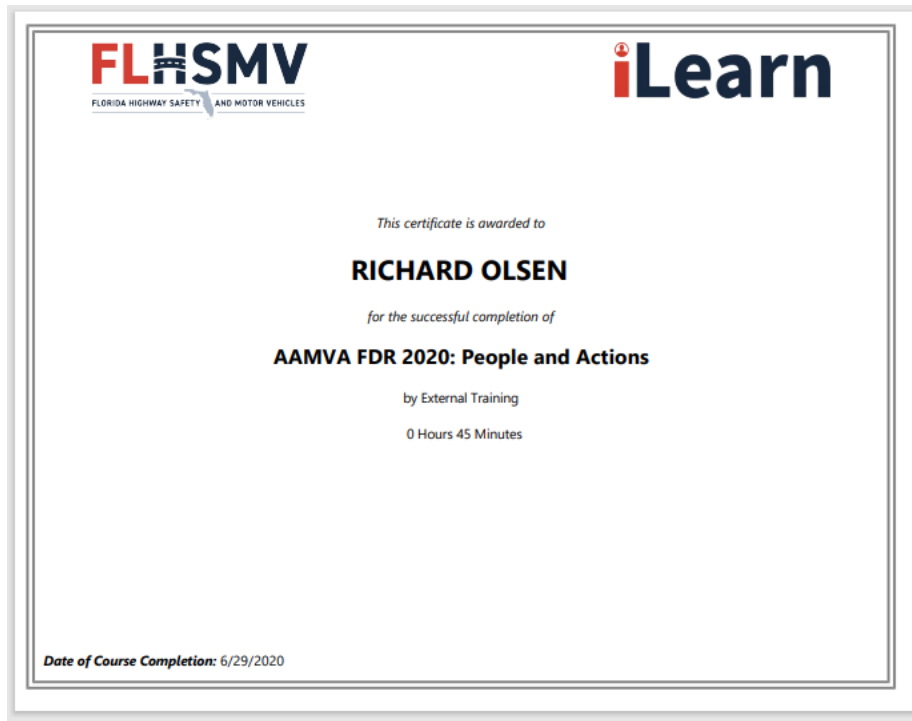 FLHSMV
FLORIDA HIGHWAY SAFETY AND MOTOR VEHICLES
iLearn
This certificate is awarded to
RICHARD OLSEN
for the successful completion of
AAMVA FDR 2020: People and Actions
by External Training
0 Hours 45 Minutes
Date of Course Completion: 6/29/2020